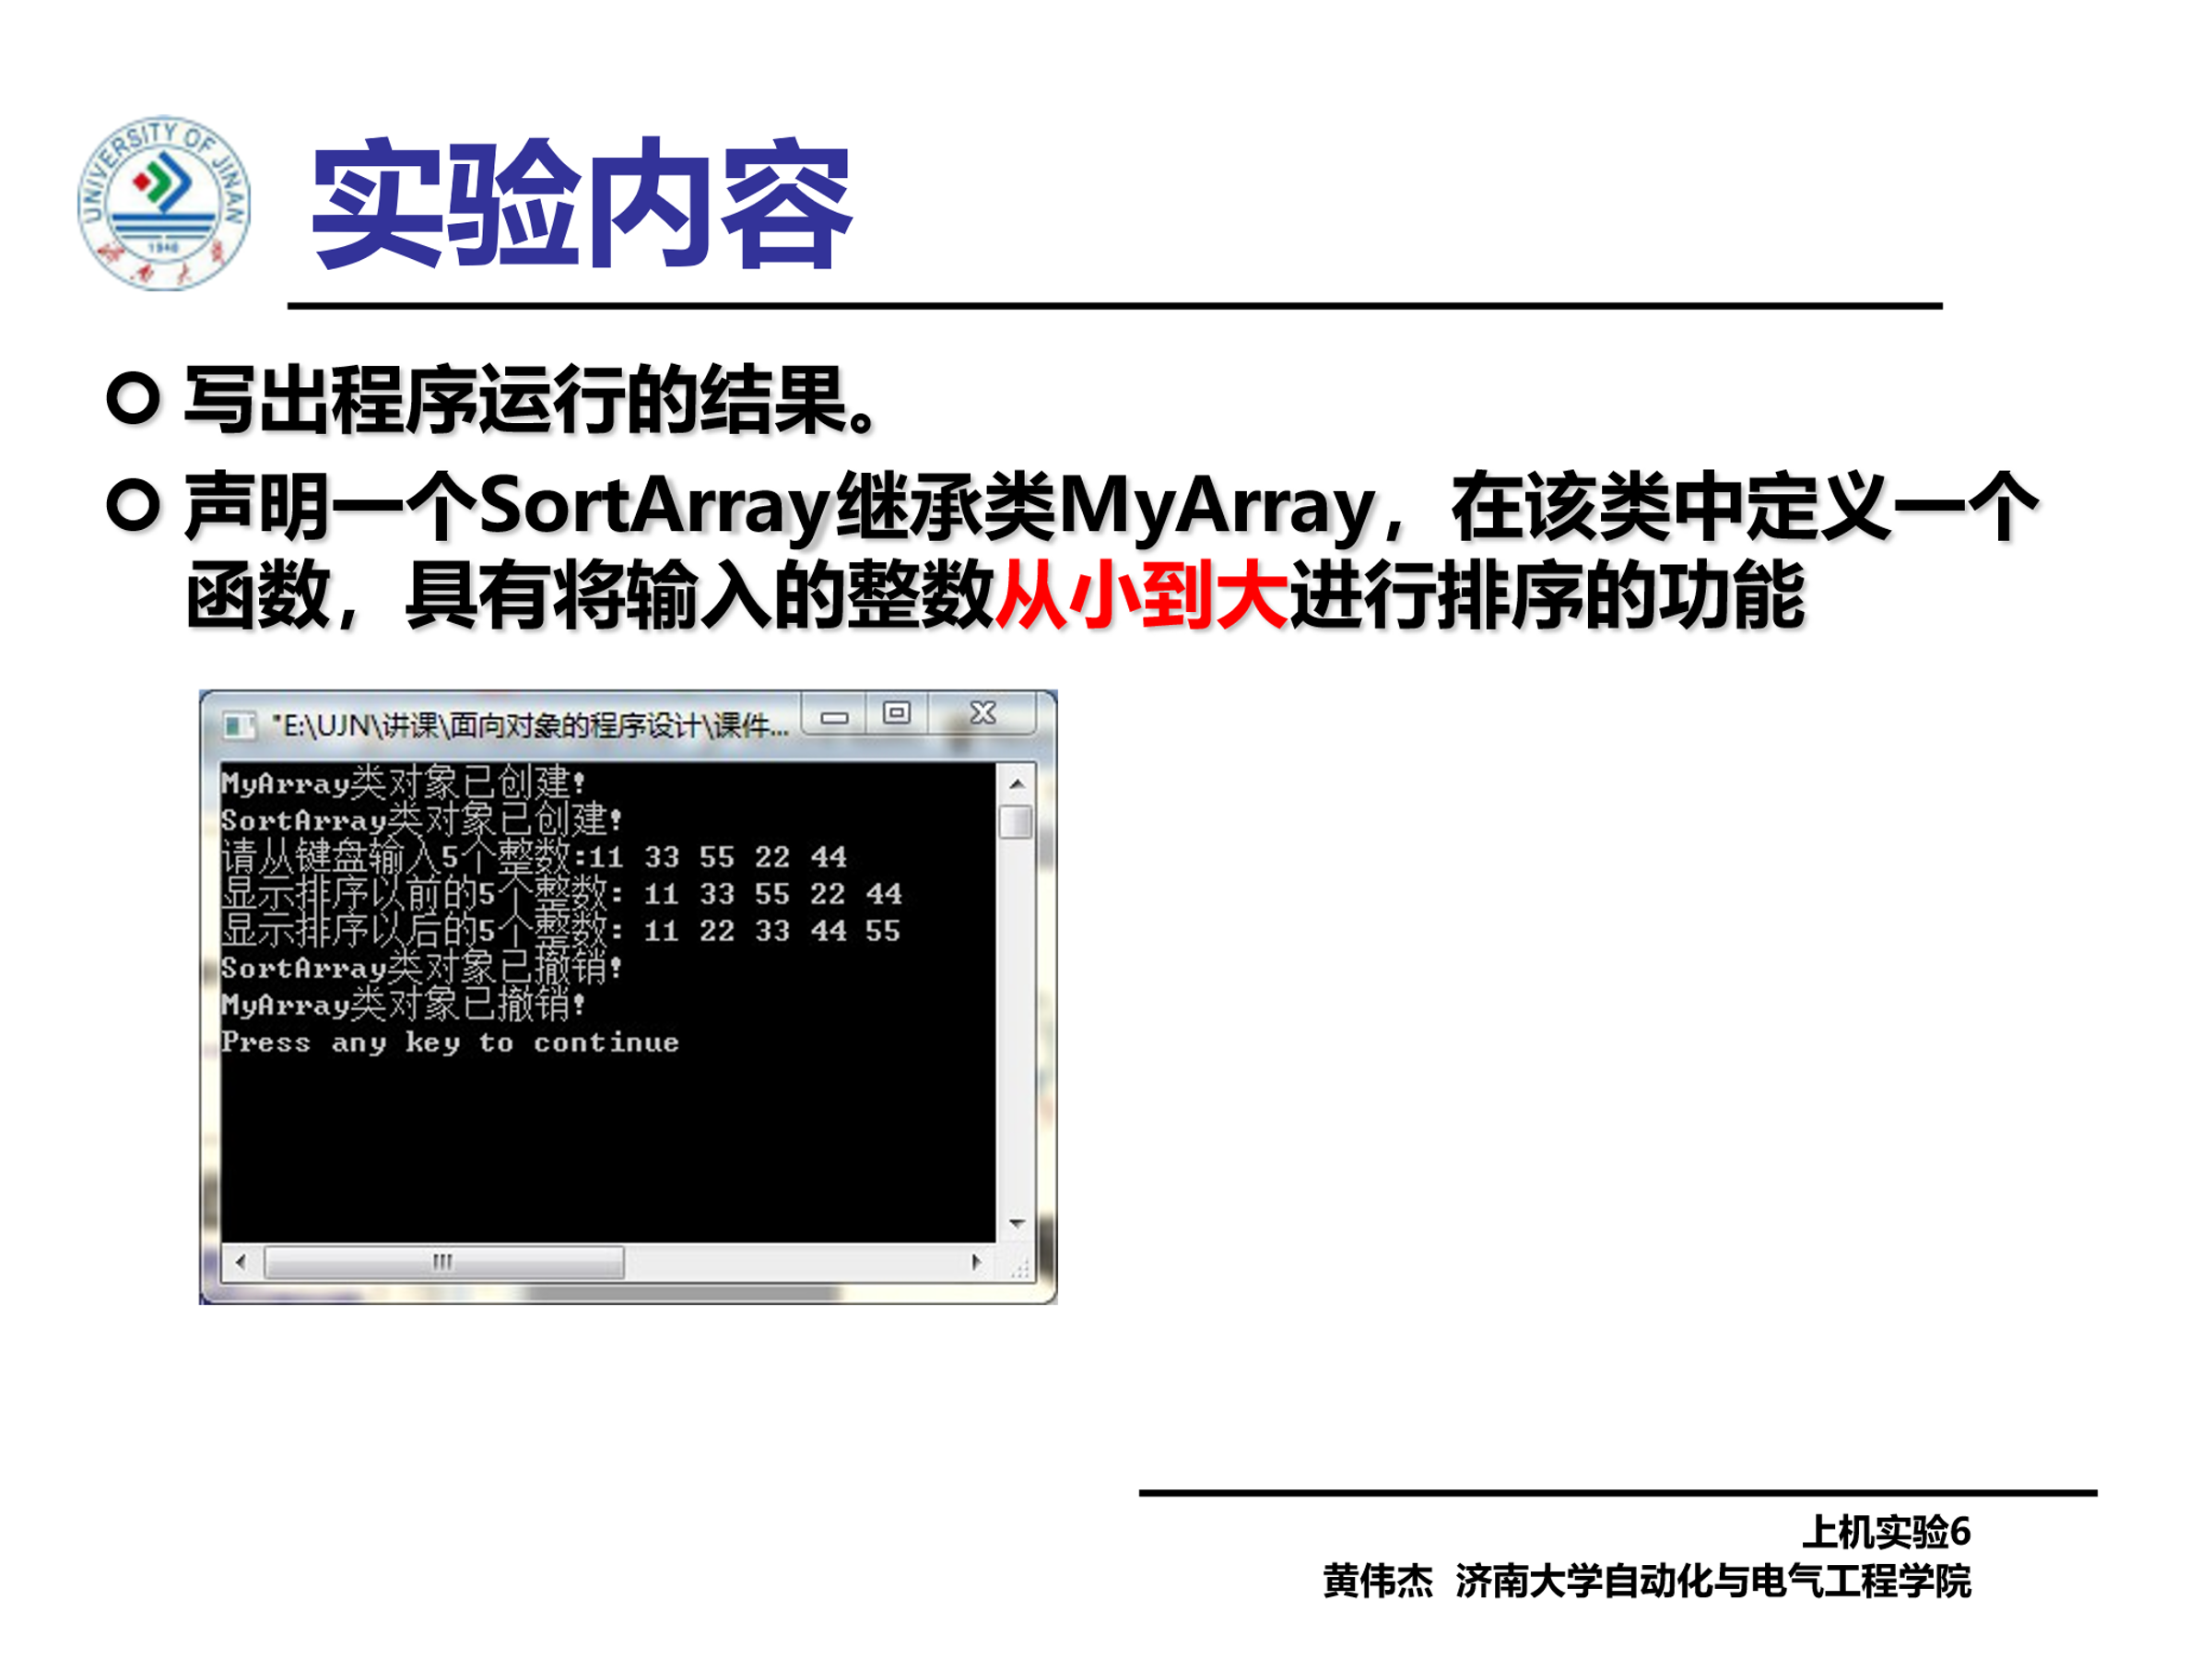 UNIVERSITY OF JINAN
1948
济南大学
实验内容
写出程序运行的结果。
声明一个SortArray继承类MyArray，在该类中定义一个
函数，具有将输入的整数从小到大进行排序的功能
"E:\UJN\讲课\面向对象的程序设计\课件...
MyArray类对象已创建!
SortArray类对象已创建!
请从键盘输入5个整数:11 33 55 22 44
显示排序以前的5个整数: 11 33 55 22 44
显示排序以后的5个整数: 11 22 33 44 55
SortArray类对象已撤销!
MyArray类对象已撤销!
Press any key to continue
上机实验6
黄伟杰 济南大学自动化与电气工程学院